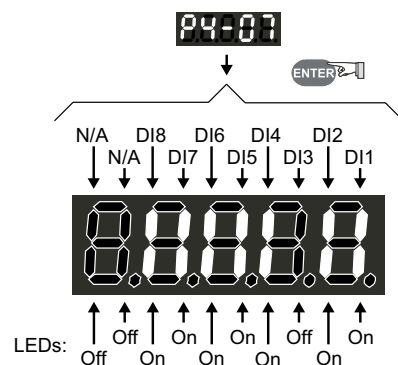 P4-07
ENTER
N/A DI8 DI6 DI4 DI2
N/A DI7 DI5 DI3 DI1
LEDs: Off On On Off On
Off On On On On